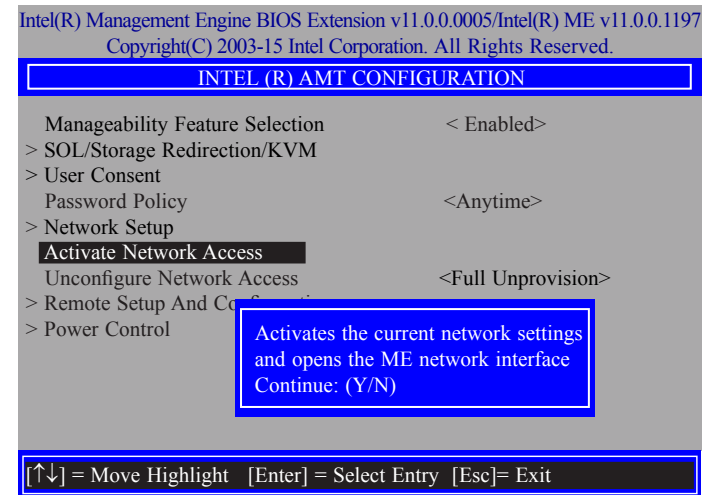 Intel(R) Management Engine BIOS Extension v11.0.0.0005/Intel(R) ME v11.0.0.1197
Copyright(C) 2003-15 Intel Corporation. All Rights Reserved.
INTEL (R) AMT CONFIGURATION
Manageability Feature Selection < Enabled>
> SOL/Storage Redirection/KVM
> User Consent
Password Policy <Anytime>
> Network Setup
Activate Network Access
Unconfigure Network Access <Full Unprovision>
> Remote Setup And
> Power Control
Activates the current network settings
and opens the ME network interface
Continue: (Y/N)
[↑↓] = Move Highlight [Enter] = Select Entry [Esc]= Exit